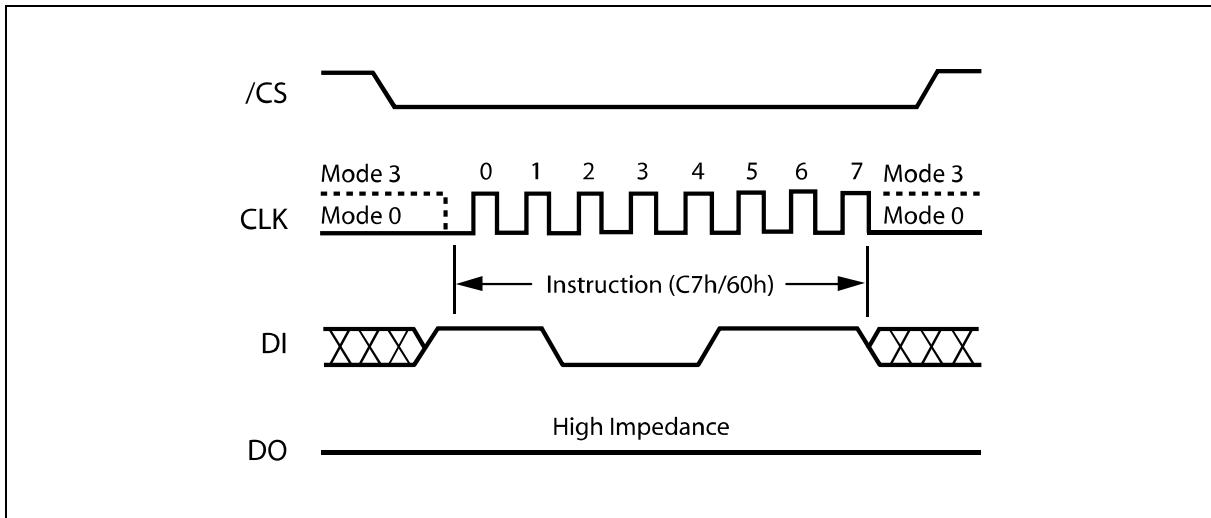 /CS
Mode 3 0 1 2 3 4 5 6 7 Mode 3
CLK Mode 0 Mode 0
Instruction (C7h/60h)
DI
High Impedance
DO